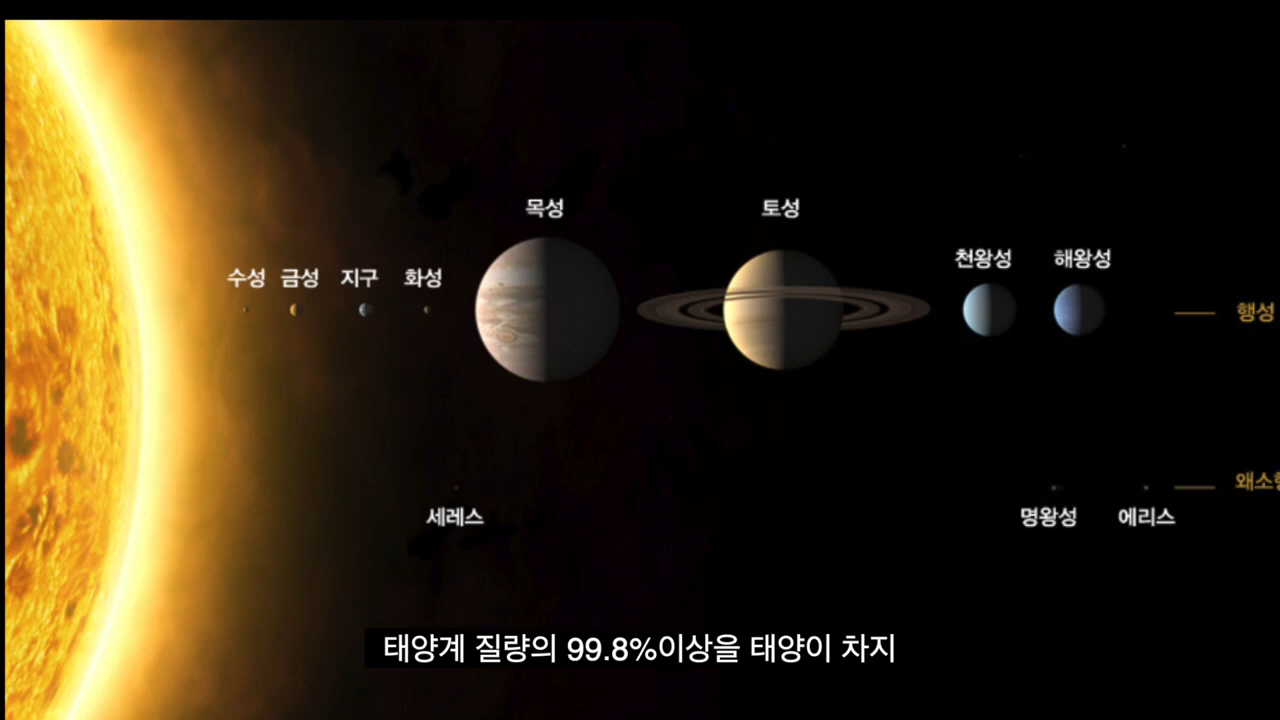 목성
토성
천왕성
해왕성
수성
금성
지구
화성
행성
세레스
명왕성
에리스
왜소
태양계 질량의 99.8%이상을 태양이 차지